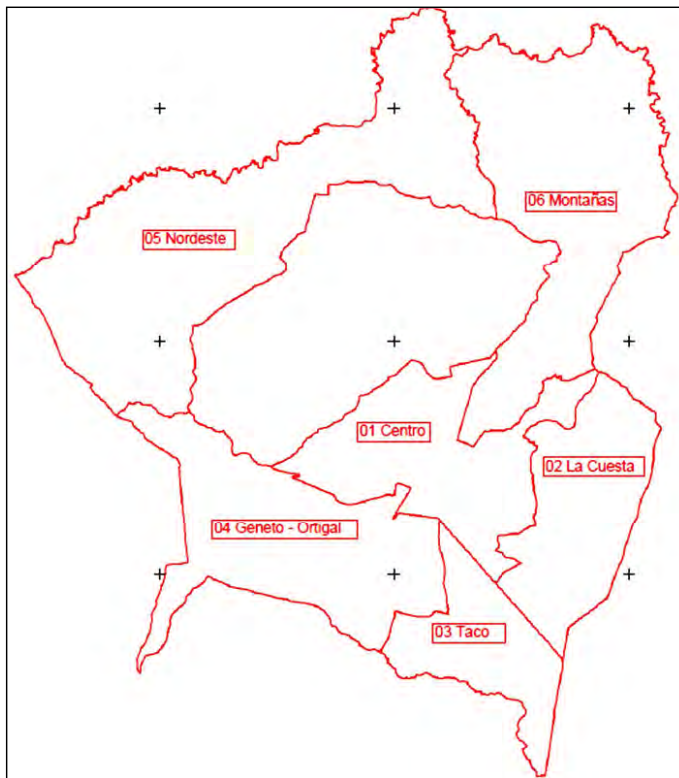 06 Montañas
05 Nordeste
01 Centro
02 La Cuesta
04 Geneto - Ortigal
03 Taco